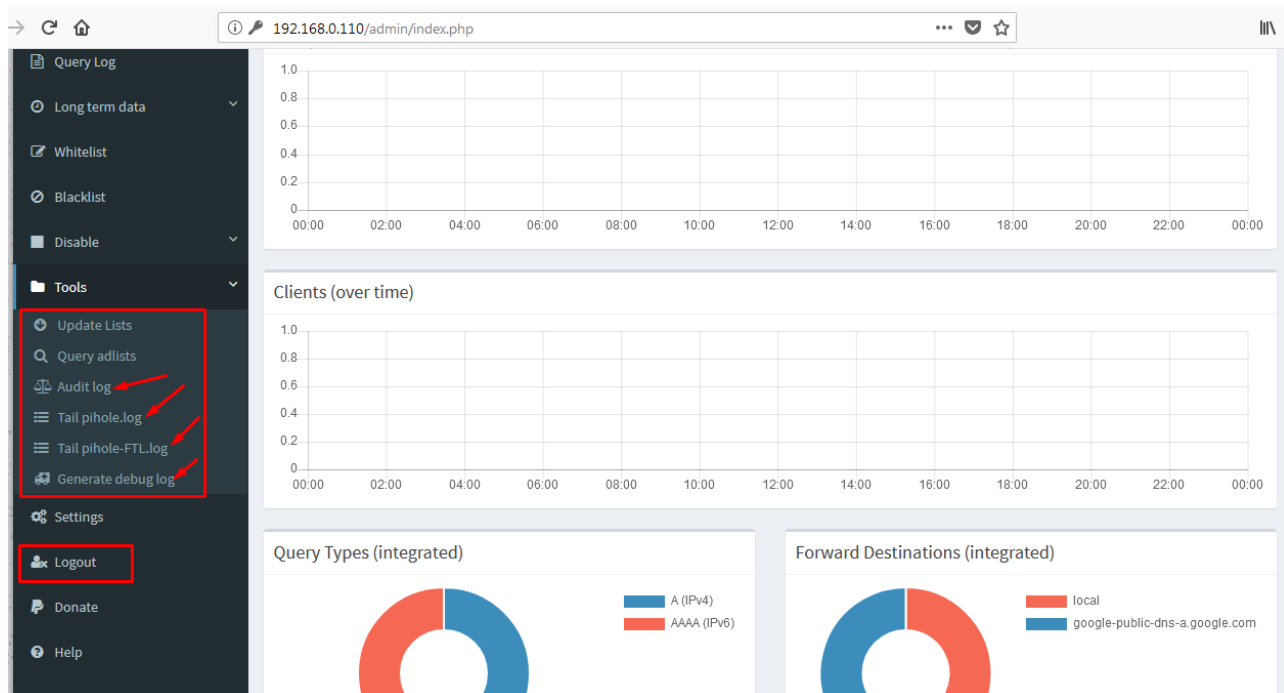 192.168.0.110/admin/index.php
Query Log
Long term data
Whitelist
Blacklist
Disable
Tools
Update Lists
Query adlists
Audit log
Tail pihole.log
Tail pihole-FTL.log
Generate debug log
Settings
Logout
Donate
Help
1.0
0.8
0.6
0.4
0.2
0
00:00 02:00 04:00 06:00 08:00 10:00 12:00 14:00 16:00 18:00 20:00 22:00 00:00
Clients (over time)
1.0
0.8
0.6
0.4
0.2
0
00:00 02:00 04:00 06:00 08:00 10:00 12:00 14:00 16:00 18:00 20:00 22:00 00:00
Query Types (integrated)
A (IPv4)
AAAA (IPv6)
Forward Destinations (integrated)
local
google-public-dns-a.google.com